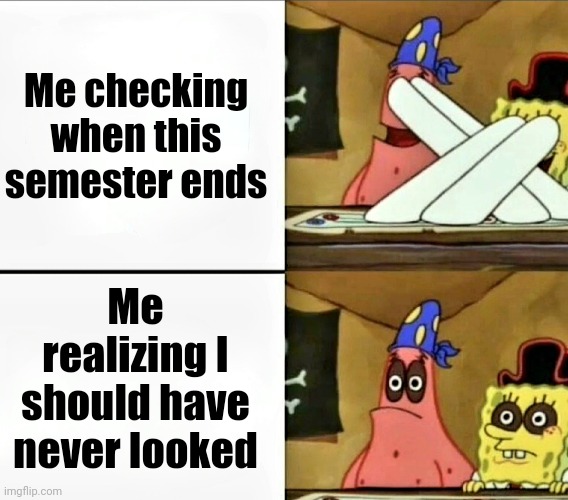 Me checking
when this
semester ends
Me
realizing I
should have
never looked
imgflip.com